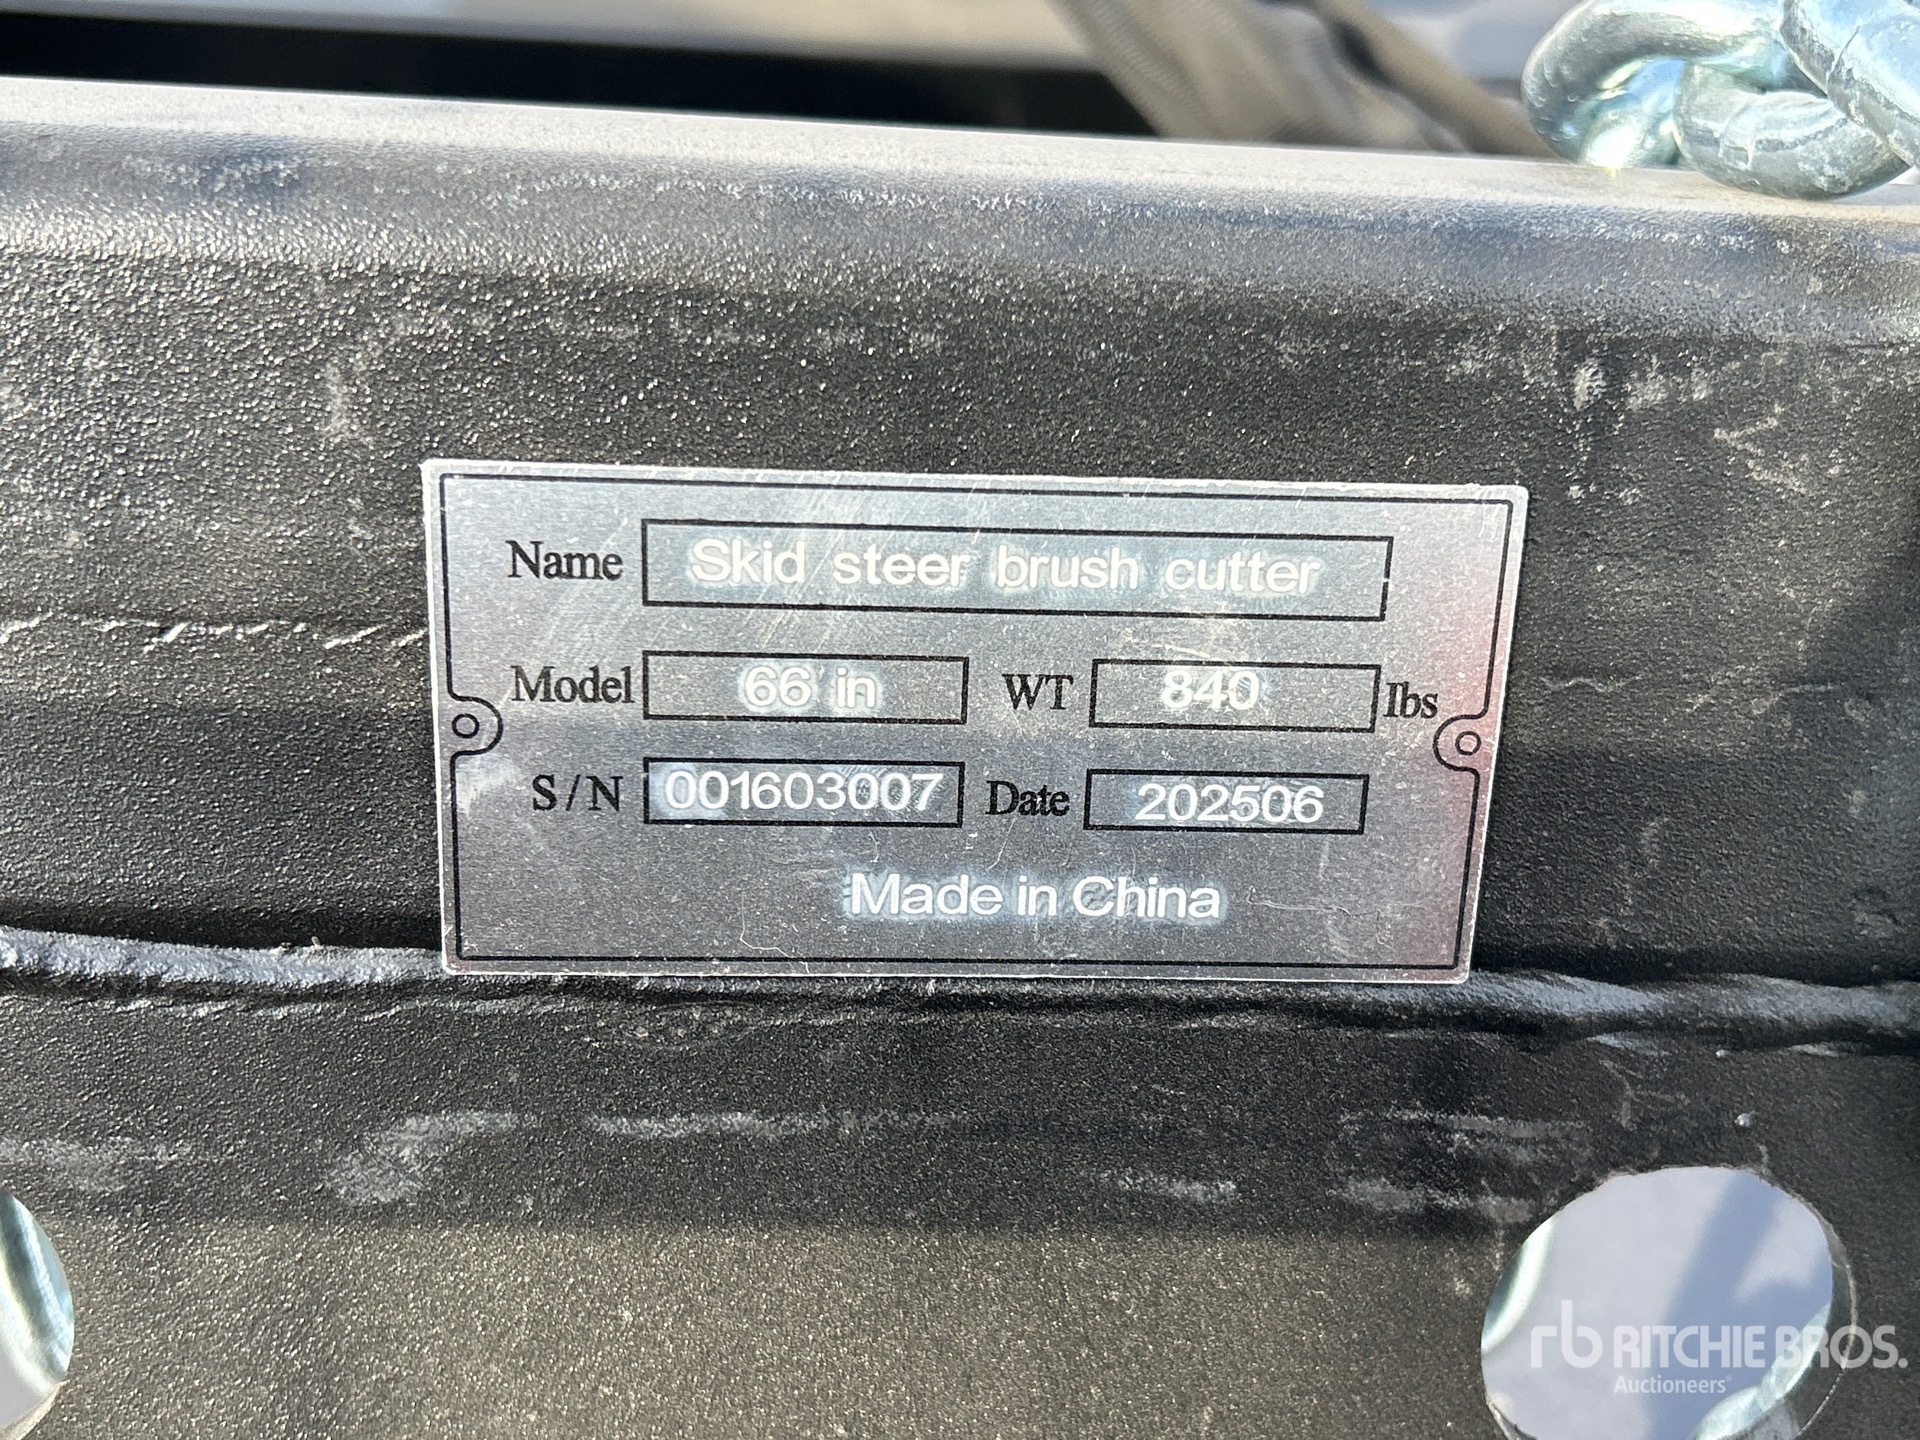 Name Skid steer brush cutter
Model 66 in WT 840 lbs
S/N 001603007 Date 202506
Made in China
rb RITCHIE BROS.
Auctioneers